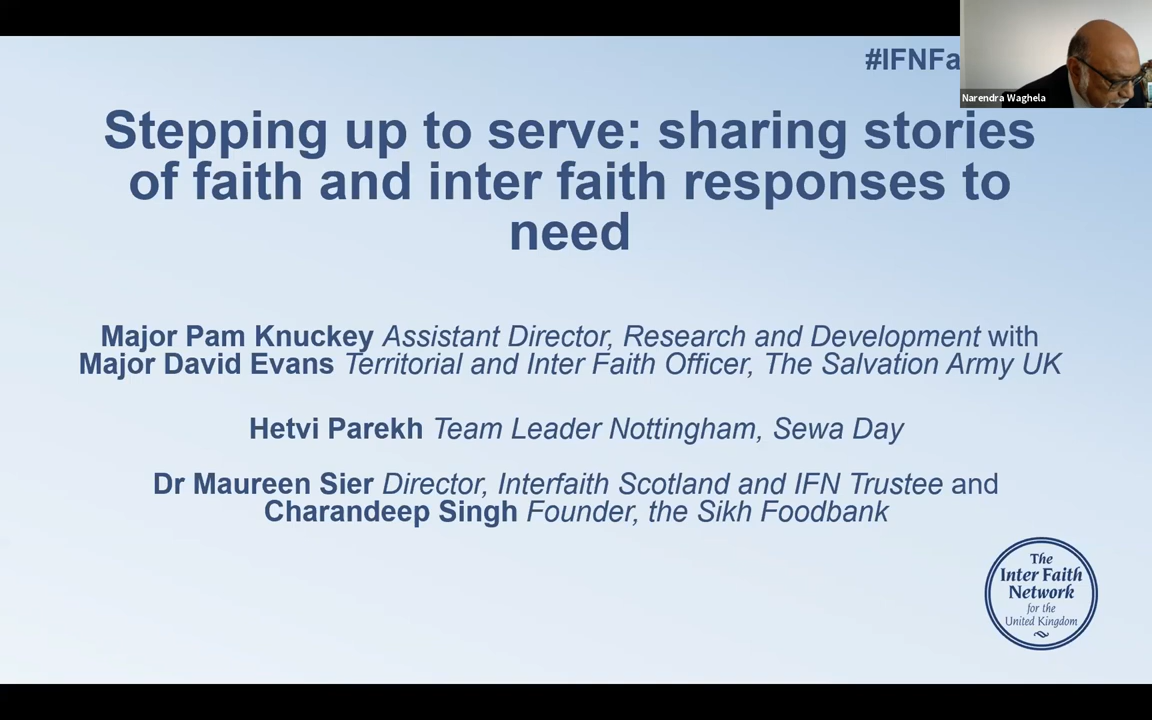 #IFNFa
Narendra Waghela
Stepping up to serve: sharing stories
of faith and inter faith responses to
need
Major Pam Knuckey Assistant Director, Research and Development with
Major David Evans Territorial and Inter Faith Officer, The Salvation Army UK
Hetvi Parekh Team Leader Nottingham, Sewa Day
Dr Maureen Sier Director, Interfaith Scotland and IFN Trustee and
Charandeep Singh Founder, the Sikh Foodbank
The
Inter Faith
Network
for the
United Kingdom